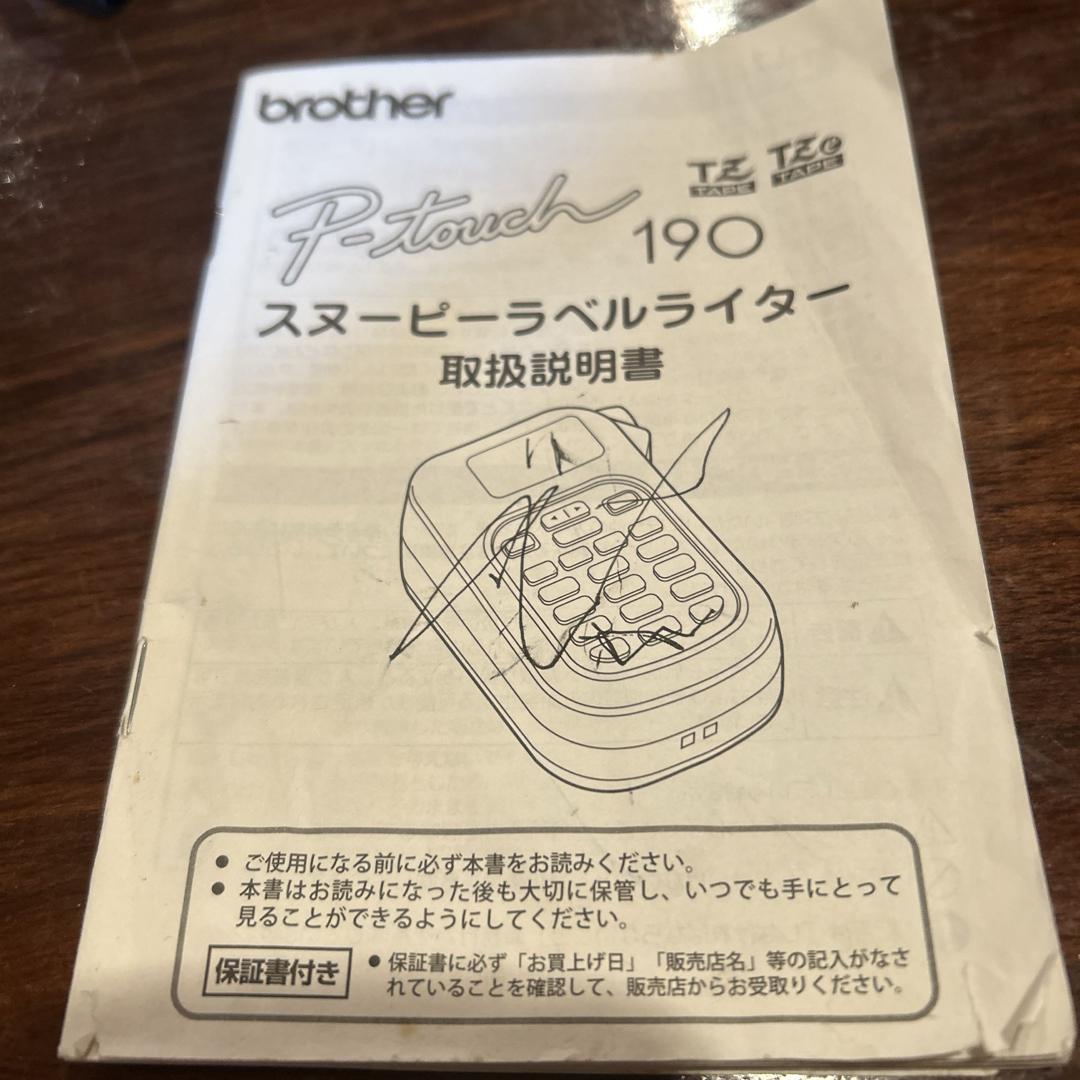 brother
TZ TAPE TZe TAPE
P-touch 190
スヌーピーラベルライター
取扱説明書
● ご使用になる前に必ず本書をお読みください。
● 本書はお読みになった後も大切に保管し、いつでも手にとって
見ることができるようにしてください。
保証書付き
● 保証書に必ず「お買上げ日」「販売店名」等の記入がなさ
れていることを確認して、販売店からお受取りください。